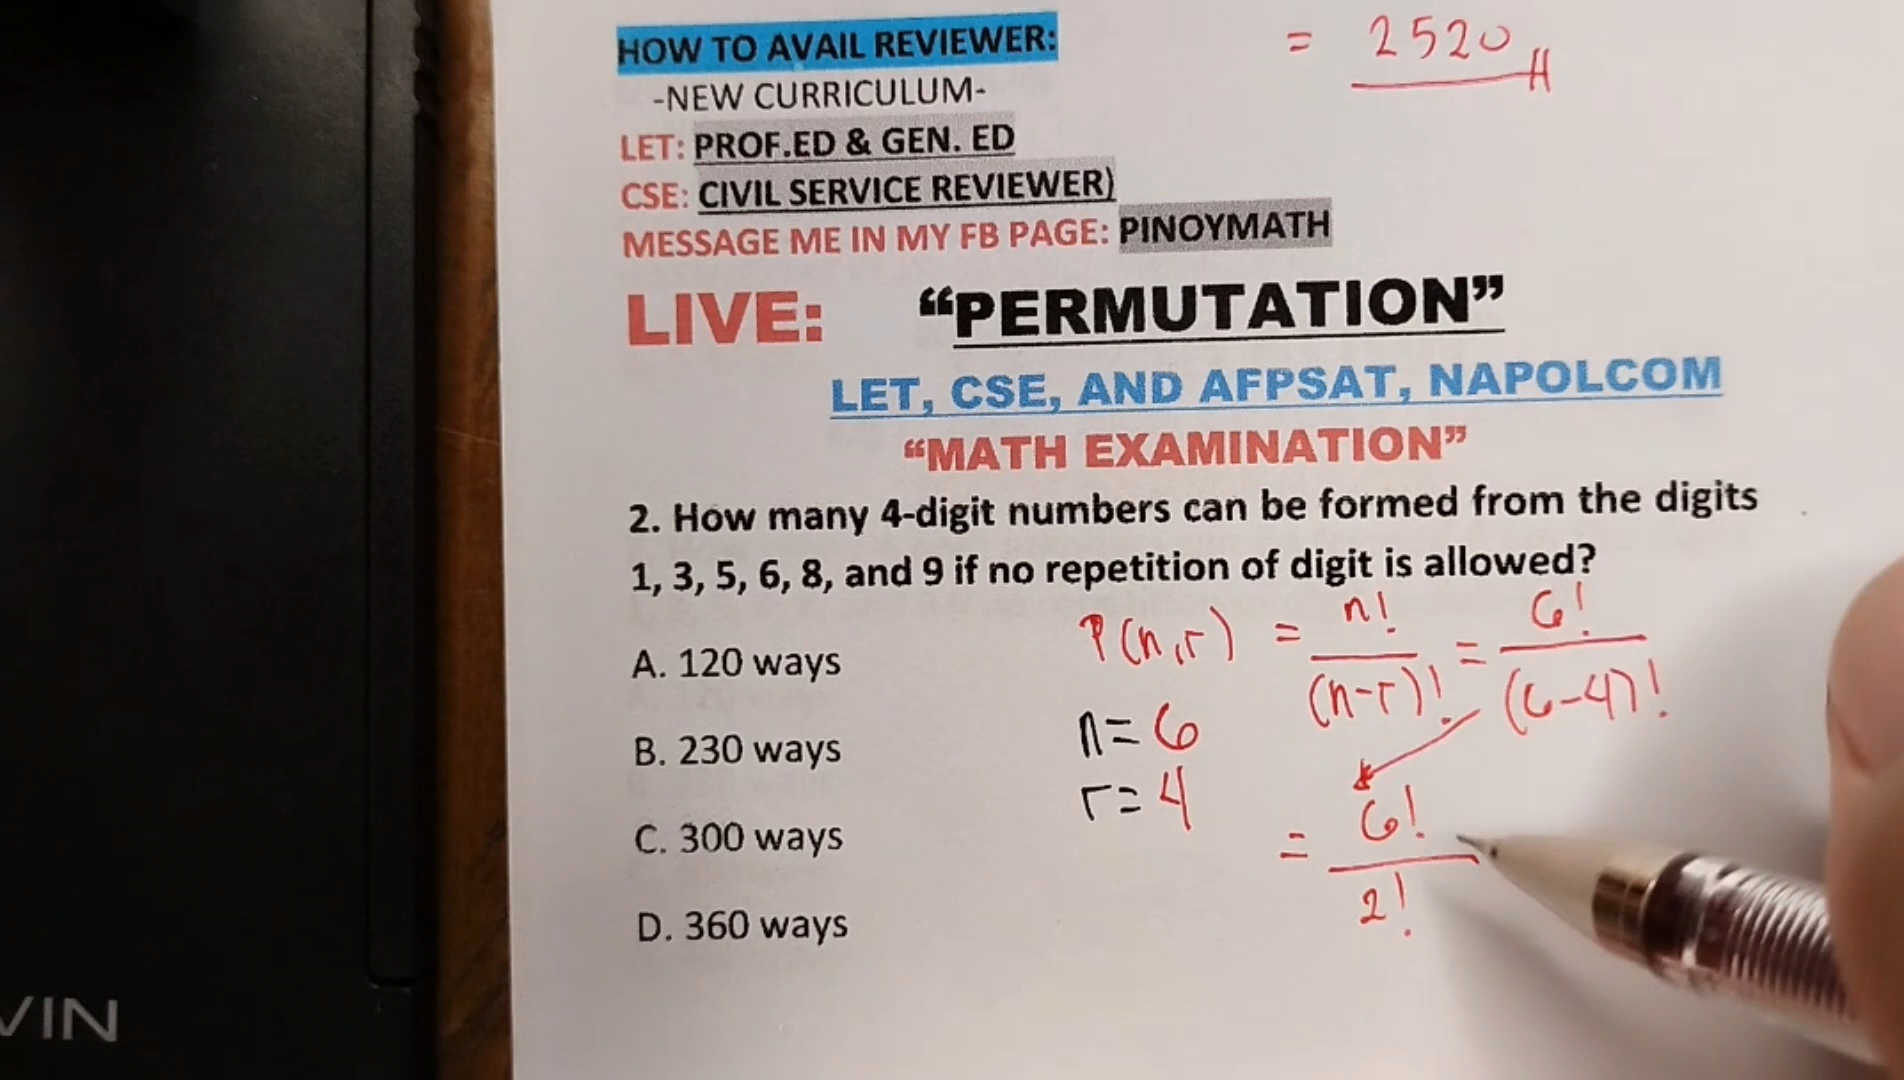 HOW TO AVAIL REVIEWER:
= 2520
-NEW CURRICULUM-
LET: PROF.ED & GEN. ED
CSE: CIVIL SERVICE REVIEWER)
MESSAGE ME IN MY FB PAGE: PINOYMATH
LIVE: “PERMUTATION”
LET, CSE, AND AFPSAT, NAPOLCOM
“MATH EXAMINATION”
2. How many 4-digit numbers can be formed from the digits
1, 3, 5, 6, 8, and 9 if no repetition of digit is allowed?
A. 120 ways
B. 230 ways
C. 300 ways
D. 360 ways
P(n,r) = n! / (n-r)! = 6! / (6-4)!
n=6
r=4
= 6! / 2!
VIN